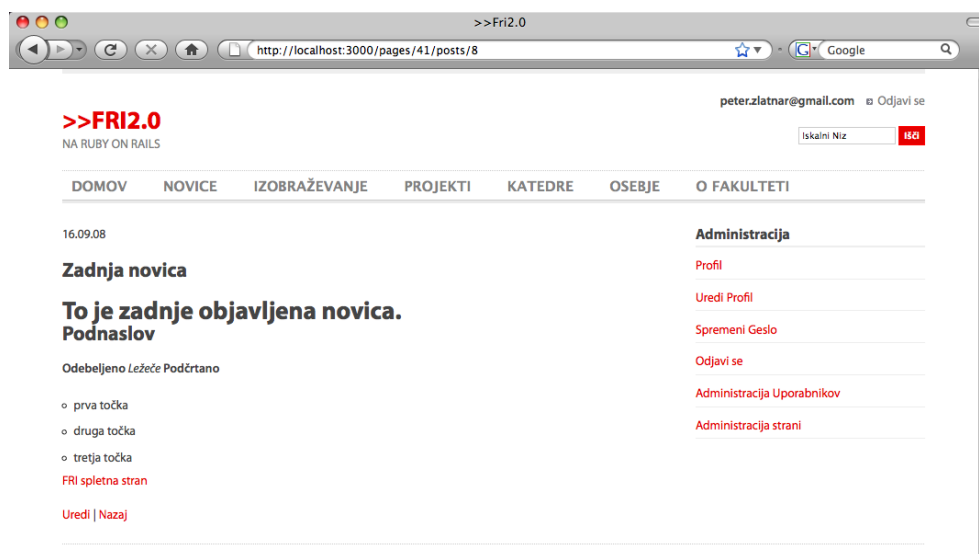 >>Fri2.0
http://localhost:3000/pages/41/posts/8
G Google
peter.zlatnar@gmail.com Odjavi se
>>FRI2.0
NA RUBY ON RAILS
Iskalni Niz Išči
DOMOV NOVICE IZOBRAŽEVANJE PROJEKTI KATEDRE OSEBJE O FAKULTETI
16.09.08
Zadnja novica
To je zadnje objavljena novica.
Podnaslov
Odebeljeno Ležeče Podčrtano
prva točka
druga točka
tretja točka
FRI spletna stran
Uredi | Nazaj
Administracija
Profil
Uredi Profil
Spremeni Geslo
Odjavi se
Administracija Uporabnikov
Administracija strani